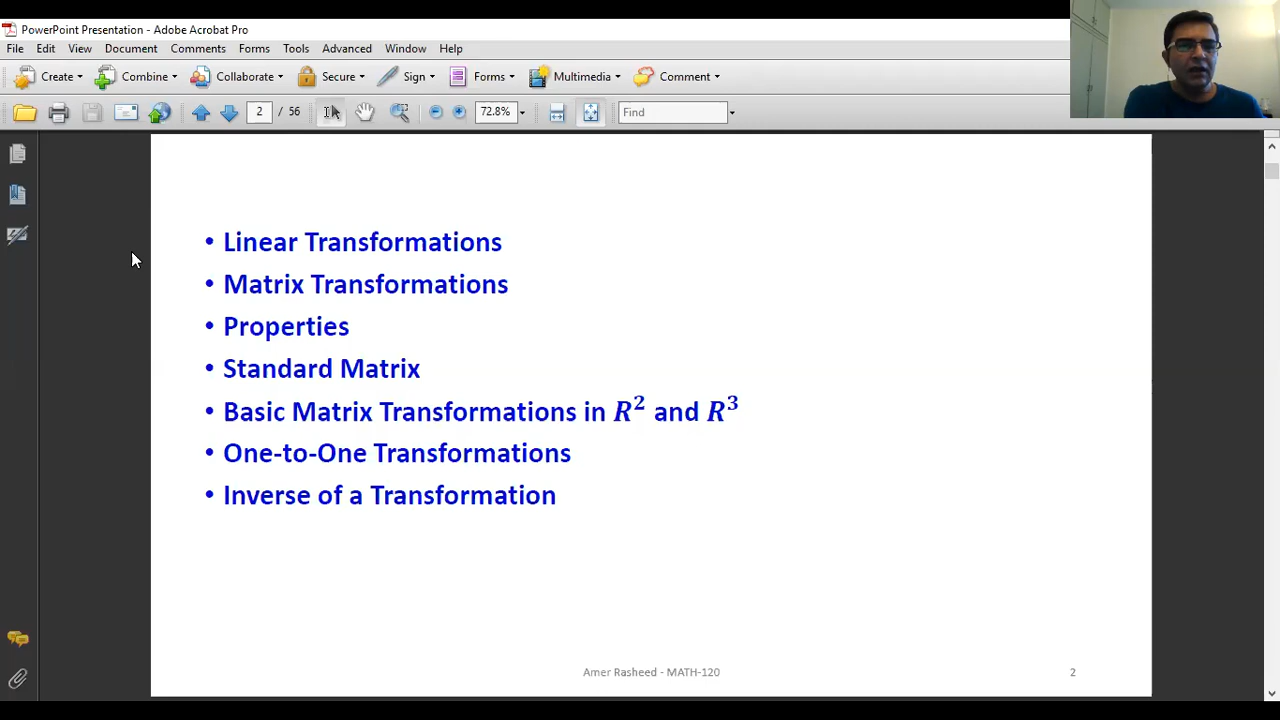 PowerPoint Presentation - Adobe Acrobat Pro
File Edit View Document Comments Forms Tools Advanced Window Help
Create Combine Collaborate Secure Sign Forms Multimedia Comment
2 / 56 72.8% Find
• Linear Transformations
• Matrix Transformations
• Properties
• Standard Matrix
• Basic Matrix Transformations in R² and R³
• One-to-One Transformations
• Inverse of a Transformation
Amer Rasheed - MATH-120 2